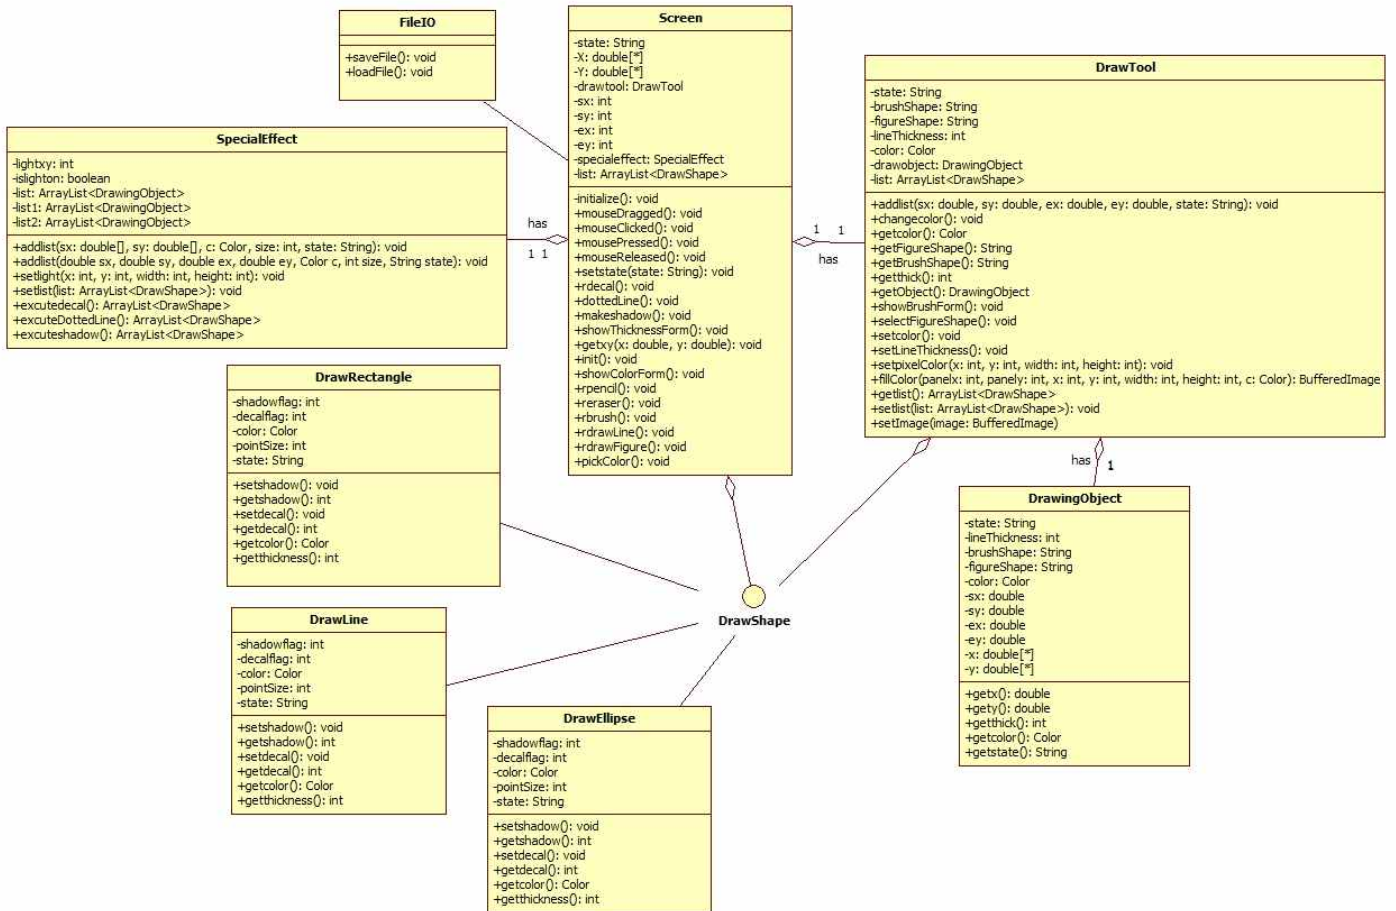 FileIO
+saveFile(): void
+loadFile(): void
Screen
-state: String
-X: double[*]
-Y: double[*]
-drawtool: DrawTool
-sx: int
-sy: int
-ex: int
-ey: int
-specialeffect: SpecialEffect
-list: ArrayList<DrawShape>
-initialize(): void
+mouseDragged(): void
+mouseClicked(): void
+mousePressed(): void
+mouseReleased(): void
+setstate(state: String): void
+rdecal(): void
+dottedLine(): void
+makeshadow(): void
+showThicknessForm(): void
+getxy(x: double, y: double): void
+init(): void
+showColorForm(): void
+rpencil(): void
+reraser(): void
+rbrush(): void
+rdrawLine(): void
+rdrawFigure(): void
+pickColor(): void
DrawTool
-state: String
-brushShape: String
-figureShape: String
-lineThickness: int
-color: Color
-drawobject: DrawingObject
-list: ArrayList<DrawShape>
+addlist(sx: double, sy: double, ex: double, ey: double, state: String): void
+changecolor(): void
+getcolor(): Color
+getFigureShape(): String
+getBrushShape(): String
+getthick(): int
+getObject(): DrawingObject
+showBrushForm(): void
+selectFigureShape(): void
+setcolor(): void
+setLineThickness(): void
+setpixelColor(x: int, y: int, width: int, height: int): void
+fillColor(panelx: int, panely: int, x: int, y: int, width: int, height: int, c: Color): BufferedImage
+getlist(): ArrayList<DrawShape>
+setlist(list: ArrayList<DrawShape>): void
+setImage(image: BufferedImage)
SpecialEffect
-lightxy: int
-islighton: boolean
-list: ArrayList<DrawingObject>
-list1: ArrayList<DrawingObject>
-list2: ArrayList<DrawingObject>
+addlist(sx: double[], sy: double[], c: Color, size: int, state: String): void
+addlist(double sx, double sy, double ex, double ey, Color c, int size, String state): void
+setlight(x: int, y: int, width: int, height: int): void
+setlist(list: ArrayList<DrawShape>): void
+excutedecal(): ArrayList<DrawShape>
+excuteDottedLine(): ArrayList<DrawShape>
+excuteshadow(): ArrayList<DrawShape>
has
1 1
1 1
has
DrawRectangle
-shadowflag: int
-decalflag: int
-color: Color
-pointSize: int
-state: String
+setshadow(): void
+getshadow(): int
+setdecal(): void
+getdecal(): int
+getcolor(): Color
+getthickness(): int
has 1
DrawingObject
-state: String
-lineThickness: int
-brushShape: String
-figureShape: String
-color: Color
-sx: double
-sy: double
-ex: double
-ey: double
-x: double[*]
-y: double[*]
+getx(): double
+gety(): double
+getthick(): int
+getcolor(): Color
+getstate(): String
DrawShape
DrawLine
-shadowflag: int
-decalflag: int
-color: Color
-pointSize: int
-state: String
+setshadow(): void
+getshadow(): int
+setdecal(): void
+getdecal(): int
+getcolor(): Color
+getthickness(): int
DrawEllipse
-shadowflag: int
-decalflag: int
-color: Color
-pointSize: int
-state: String
+setshadow(): void
+getshadow(): int
+setdecal(): void
+getdecal(): int
+getcolor(): Color
+getthickness(): int